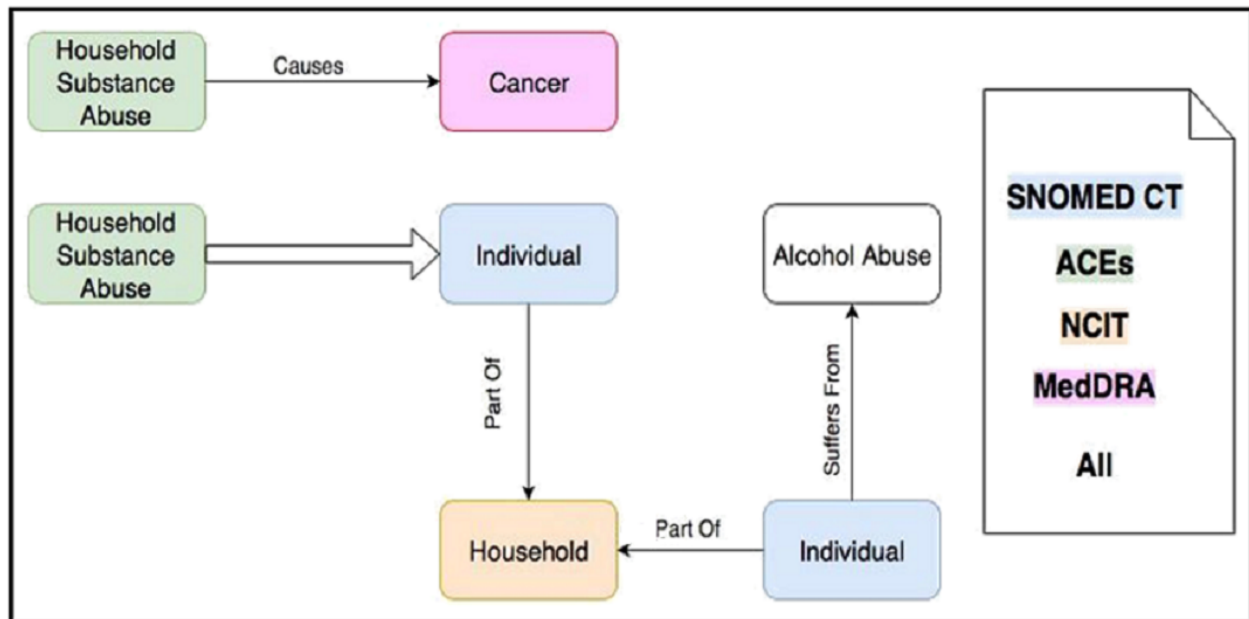 Household
Substance
Abuse
Causes
Cancer
Household
Substance
Abuse
Individual
Alcohol Abuse
Part Of
Suffers From
Household
Part Of
Individual
SNOMED CT
ACEs
NCIT
MedDRA
All